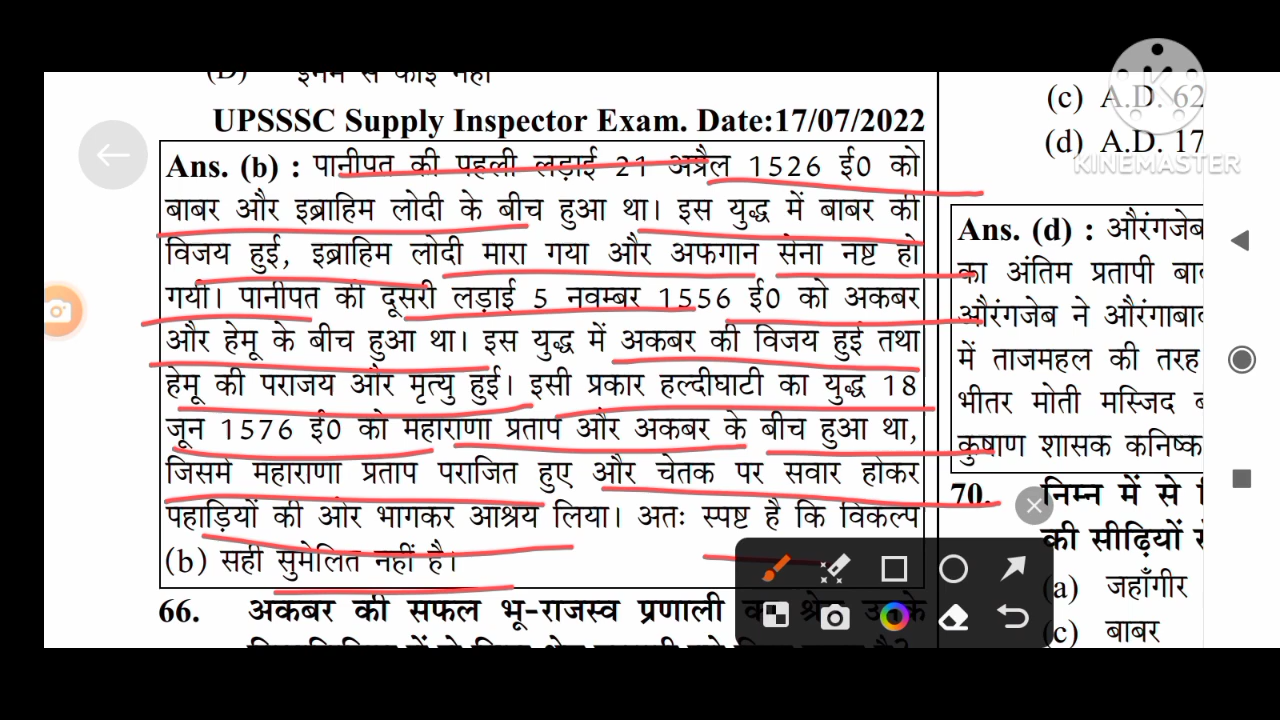 (D) इनमें से कोई नहीं
UPSSSC Supply Inspector Exam. Date:17/07/2022
Ans. (b) : पानीपत की पहली लड़ाई 21 अप्रैल 1526 ई0 को
बाबर और इब्राहिम लोदी के बीच हुआ था। इस युद्ध में बाबर की
विजय हुई, इब्राहिम लोदी मारा गया और अफगान सेना नष्ट हो
गयी। पानीपत की दूसरी लड़ाई 5 नवम्बर 1556 ई0 को अकबर
और हेमू के बीच हुआ था। इस युद्ध में अकबर की विजय हुई तथा
हेमू की पराजय और मृत्यु हुई। इसी प्रकार हल्दीघाटी का युद्ध 18
जून 1576 ई0 को महाराणा प्रताप और अकबर के बीच हुआ था,
जिसमें महाराणा प्रताप पराजित हुए और चेतक पर सवार होकर
पहाड़ियों की ओर भागकर आश्रय लिया। अतः स्पष्ट है कि विकल्प
(b) सही सुमेलित नहीं है।
66. अकबर की सफल भू-राजस्व प्रणाली
(c) A.D. 62
(d) A.D. 17
KINEMASTER
Ans. (d) : औरंगजेब
का अंतिम प्रतापी
औरंगजेब ने औरंगाबाद
में ताजमहल की तरह
भीतर मोती मस्जिद
कुषाण शासक कनिष्क
70. निम्न में से
की सीढ़ियों
(a) जहाँगीर
(c) बाबर